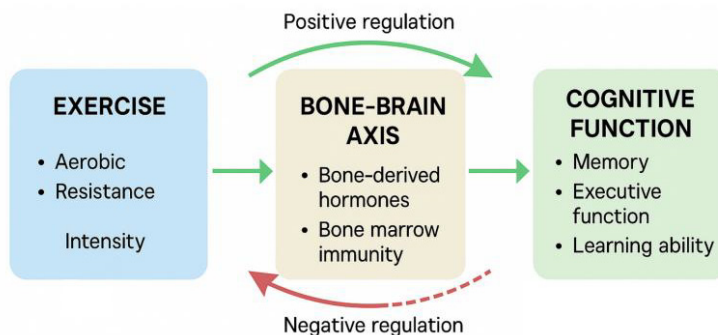 Positive regulation
EXERCISE
• Aerobic
• Resistance
Intensity
BONE–BRAIN
AXIS
• Bone-derived
hormones
• Bone marrow
immunity
COGNITIVE
FUNCTION
• Memory
• Executive
function
• Learning ability
Negative regulation